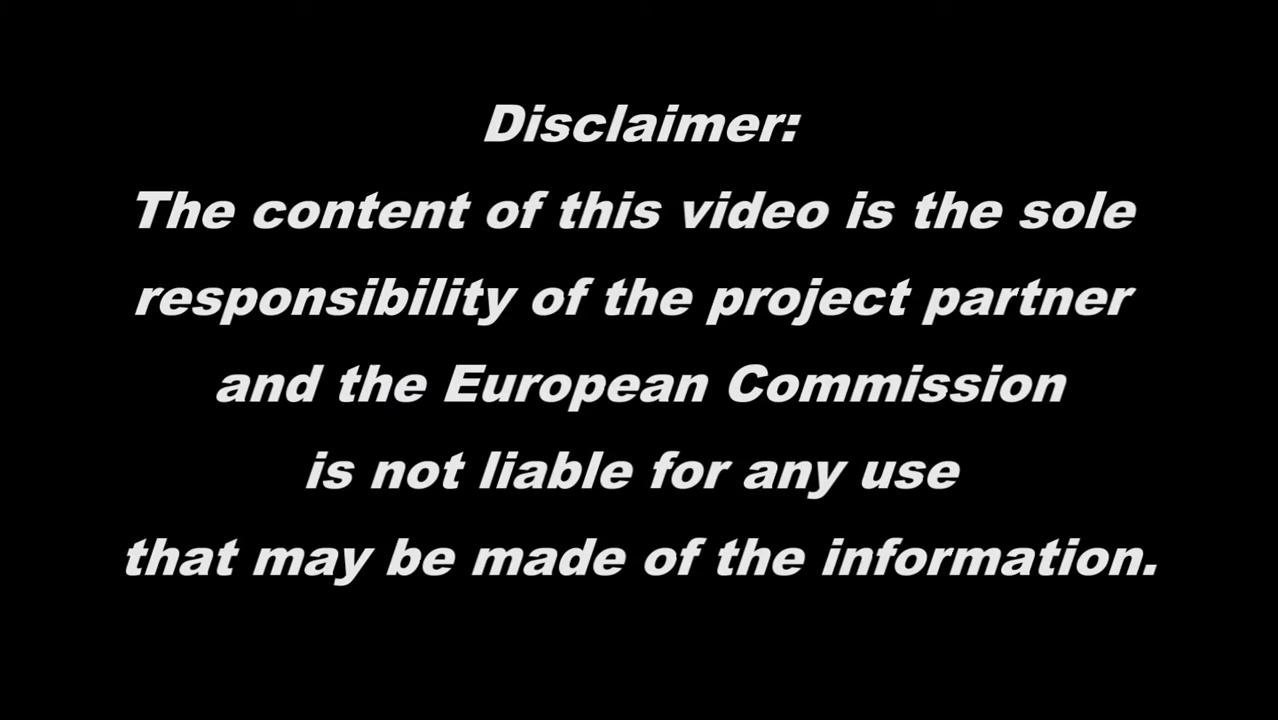 Disclaimer:
The content of this video is the sole
responsibility of the project partner
and the European Commission
is not liable for any use
that may be made of the information.